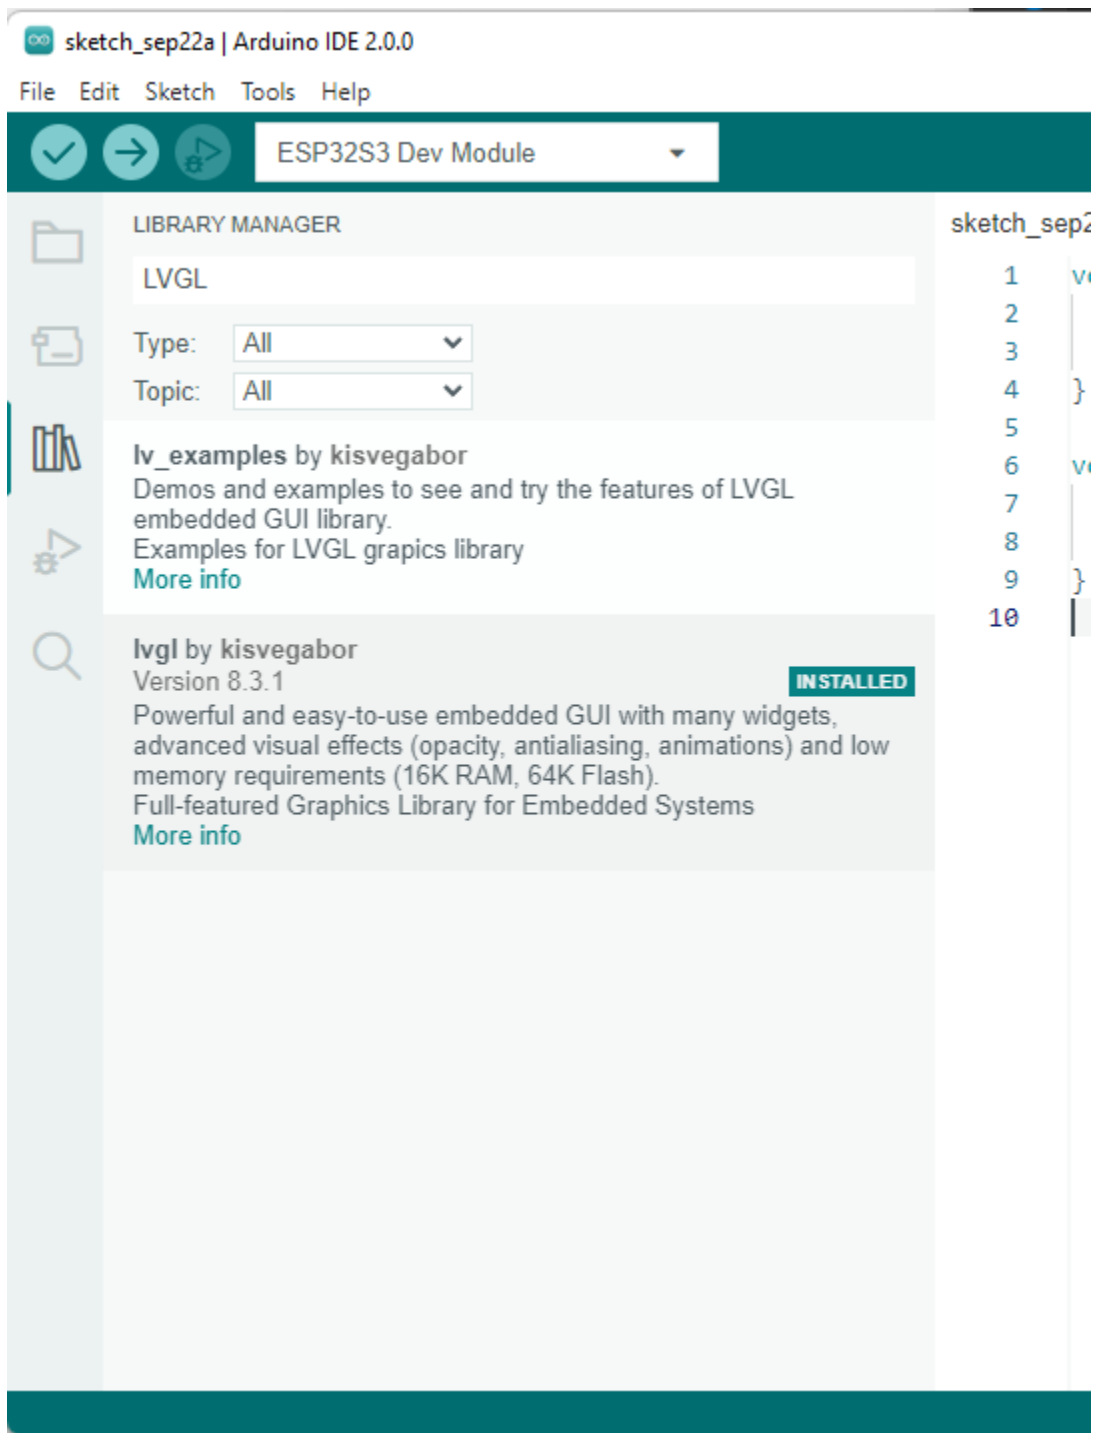 sketch_sep22a | Arduino IDE 2.0.0
File Edit Sketch Tools Help
ESP32S3 Dev Module
LIBRARY MANAGER
LVGL
Type: All
Topic: All
lv_examples by kisvegabor
Demos and examples to see and try the features of LVGL
embedded GUI library.
Examples for LVGL grapics library
More info
lvgl by kisvegabor
Version 8.3.1
INSTALLED
Powerful and easy-to-use embedded GUI with many widgets,
advanced visual effects (opacity, antialiasing, animations) and low
memory requirements (16K RAM, 64K Flash).
Full-featured Graphics Library for Embedded Systems
More info
sketch_sep2
1 v
2
3
4 }
5
6 v
7
8
9 }
10